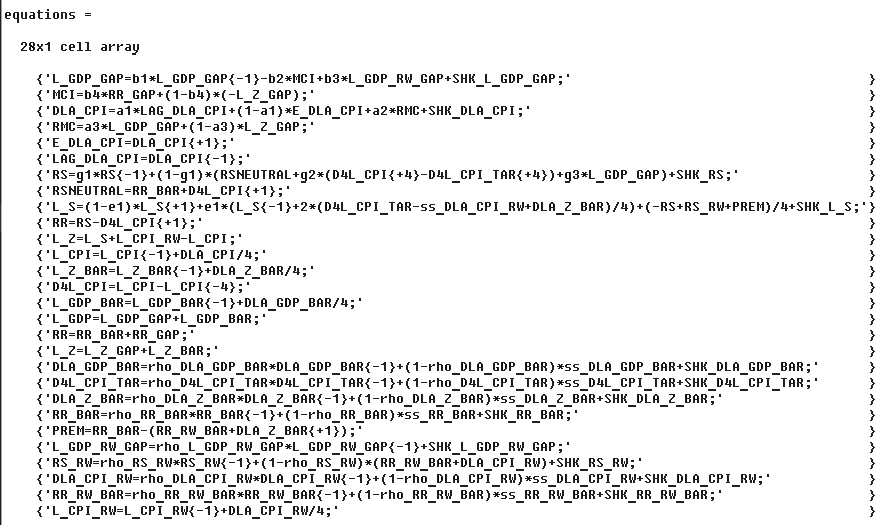 equations =
28x1 cell array
{'L_GDP_GAP=b1*L_GDP_GAP{-1}-b2*MCI+b3*L_GDP_RW_GAP+SHK_L_GDP_GAP;' }
{'MCI=b4*RR_GAP+(1-b4)*(-L_Z_GAP);' }
{'DLA_CPI=a1*LAG_DLA_CPI+(1-a1)*E_DLA_CPI+a2*RMC+SHK_DLA_CPI;' }
{'RMC=a3*L_GDP_GAP+(1-a3)*L_Z_GAP;' }
{'E_DLA_CPI=DLA_CPI{+1};' }
{'LAG_DLA_CPI=DLA_CPI{-1};' }
{'RS=g1*RS{-1}+(1-g1)*(RSNEUTRAL+g2*(D4L_CPI{+4}-D4L_CPI_TAR{+4})+g3*L_GDP_GAP)+SHK_RS;' }
{'RSNEUTRAL=RR_BAR+D4L_CPI{+1};' }
{'L_S=(1-e1)*L_S{+1}+e1*(L_S{-1}+2*(D4L_CPI_TAR-ss_DLA_CPI_RW+DLA_Z_BAR)/4)+(-RS+RS_RW+PREM)/4+SHK_L_S;'}
{'RR=RS-D4L_CPI{+1};' }
{'L_Z=L_S+L_CPI_RW-L_CPI;' }
{'L_CPI=L_CPI{-1}+DLA_CPI/4;' }
{'L_Z_BAR=L_Z_BAR{-1}+DLA_Z_BAR/4;' }
{'D4L_CPI=L_CPI-L_CPI{-4};' }
{'L_GDP_BAR=L_GDP_BAR{-1}+DLA_GDP_BAR/4;' }
{'L_GDP=L_GDP_GAP+L_GDP_BAR;' }
{'RR=RR_BAR+RR_GAP;' }
{'L_Z=L_Z_GAP+L_Z_BAR;' }
{'DLA_GDP_BAR=rho_DLA_GDP_BAR*DLA_GDP_BAR{-1}+(1-rho_DLA_GDP_BAR)*ss_DLA_GDP_BAR+SHK_DLA_GDP_BAR;' }
{'D4L_CPI_TAR=rho_D4L_CPI_TAR*D4L_CPI_TAR{-1}+(1-rho_D4L_CPI_TAR)*ss_D4L_CPI_TAR+SHK_D4L_CPI_TAR;' }
{'DLA_Z_BAR=rho_DLA_Z_BAR*DLA_Z_BAR{-1}+(1-rho_DLA_Z_BAR)*ss_DLA_Z_BAR+SHK_DLA_Z_BAR;' }
{'RR_BAR=rho_RR_BAR*RR_BAR{-1}+(1-rho_RR_BAR)*ss_RR_BAR+SHK_RR_BAR;' }
{'PREM=RR_BAR-(RR_RW_BAR+DLA_Z_BAR{+1});' }
{'L_GDP_RW_GAP=rho_L_GDP_RW_GAP*L_GDP_RW_GAP{-1}+SHK_L_GDP_RW_GAP;' }
{'RS_RW=rho_RS_RW*RS_RW{-1}+(1-rho_RS_RW)*(RR_RW_BAR+DLA_CPI_RW)+SHK_RS_RW;' }
{'DLA_CPI_RW=rho_DLA_CPI_RW*DLA_CPI_RW{-1}+(1-rho_DLA_CPI_RW)*ss_DLA_CPI_RW+SHK_DLA_CPI_RW;' }
{'RR_RW_BAR=rho_RR_RW_BAR*RR_RW_BAR{-1}+(1-rho_RR_RW_BAR)*ss_RR_RW_BAR+SHK_RR_RW_BAR;' }
{'L_CPI_RW=L_CPI_RW{-1}+DLA_CPI_RW/4;' }